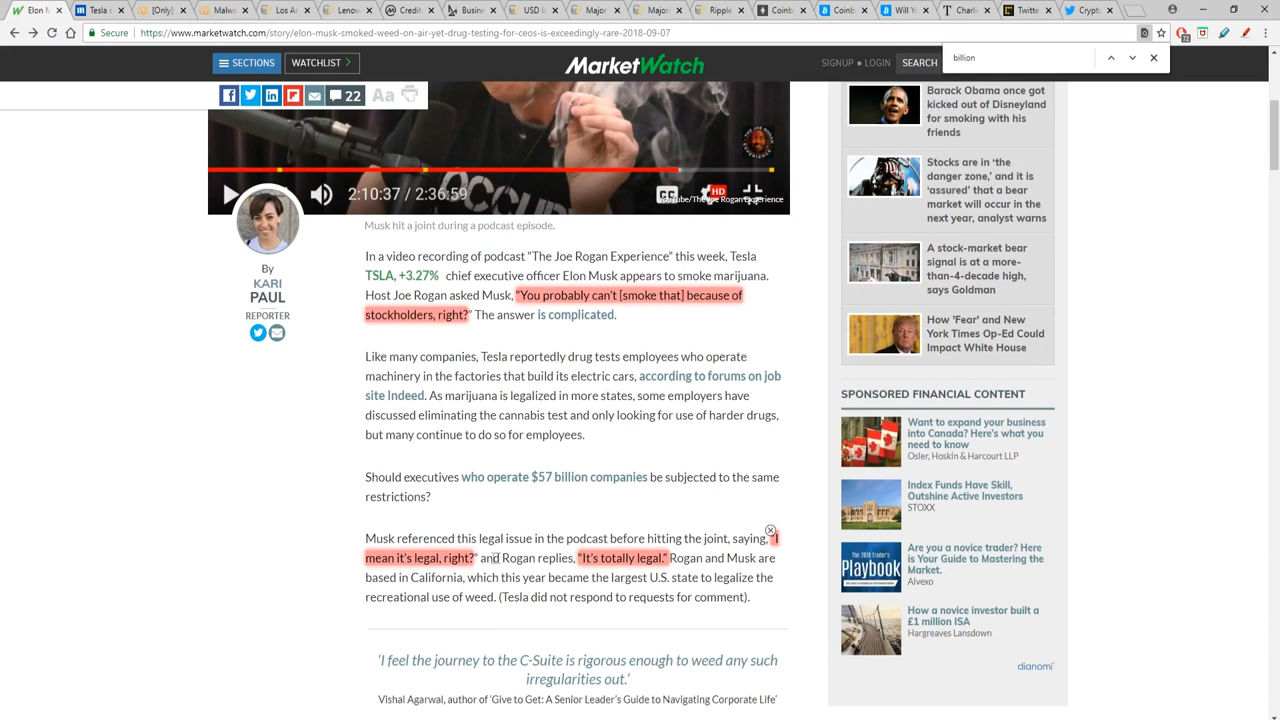 Elon M
Tesla s
[Only]
Malwa
Los An
Lenov
Credit
Busine
USD I
Major
Major
Ripple
Coinb
Coinb
Will Yo
Charle
Twitte
Crypto
Secure
https://www.marketwatch.com/story/elon-musk-smoked-weed-on-air-yet-drug-testing-for-ceos-is-exceedingly-rare-2018-09-07
72
billion
SECTIONS
WATCHLIST
MarketWatch
SIGNUP • LOGIN
SEARCH
22
Aa
OCCU
2:10:37 / 2:36:59
CC
HD
YouTube/The Joe Rogan Experience
Musk hit a joint during a podcast episode.
By
KARI
PAUL
REPORTER
In a video recording of podcast “The Joe Rogan Experience” this week, Tesla
TSLA, +3.27% chief executive officer Elon Musk appears to smoke marijuana.
Host Joe Rogan asked Musk, “You probably can’t [smoke that] because of
stockholders, right?” The answer is complicated.
Like many companies, Tesla reportedly drug tests employees who operate
machinery in the factories that build its electric cars, according to forums on job
site Indeed. As marijuana is legalized in more states, some employers have
discussed eliminating the cannabis test and only looking for use of harder drugs,
but many continue to do so for employees.
Should executives who operate $57 billion companies be subjected to the same
restrictions?
Musk referenced this legal issue in the podcast before hitting the joint, saying, “I
mean it’s legal, right?” and Rogan replies, “It’s totally legal.” Rogan and Musk are
based in California, which this year became the largest U.S. state to legalize the
recreational use of weed. (Tesla did not respond to requests for comment).
‘I feel the journey to the C-Suite is rigorous enough to weed any such
irregularities out.’
Vishal Agarwal, author of ‘Give to Get: A Senior Leader’s Guide to Navigating Corporate Life’
Barack Obama once got
kicked out of Disneyland
for smoking with his
friends
Stocks are in ‘the
danger zone,’ and it is
‘assured’ that a bear
market will occur in the
next year, analyst warns
A stock-market bear
signal is at a more-
than-4-decade high,
says Goldman
How 'Fear' and New
York Times Op-Ed Could
Impact White House
SPONSORED FINANCIAL CONTENT
Want to expand your business
into Canada? Here’s what you
need to know
Osler, Hoskin & Harcourt LLP
Index Funds Have Skill,
Outshine Active Investors
STOXX
Playbook
Are you a novice trader? Here
is Your Guide to Mastering the
Market.
Alvexo
How a novice investor built a
£1 million ISA
Hargreaves Lansdown
dianomi